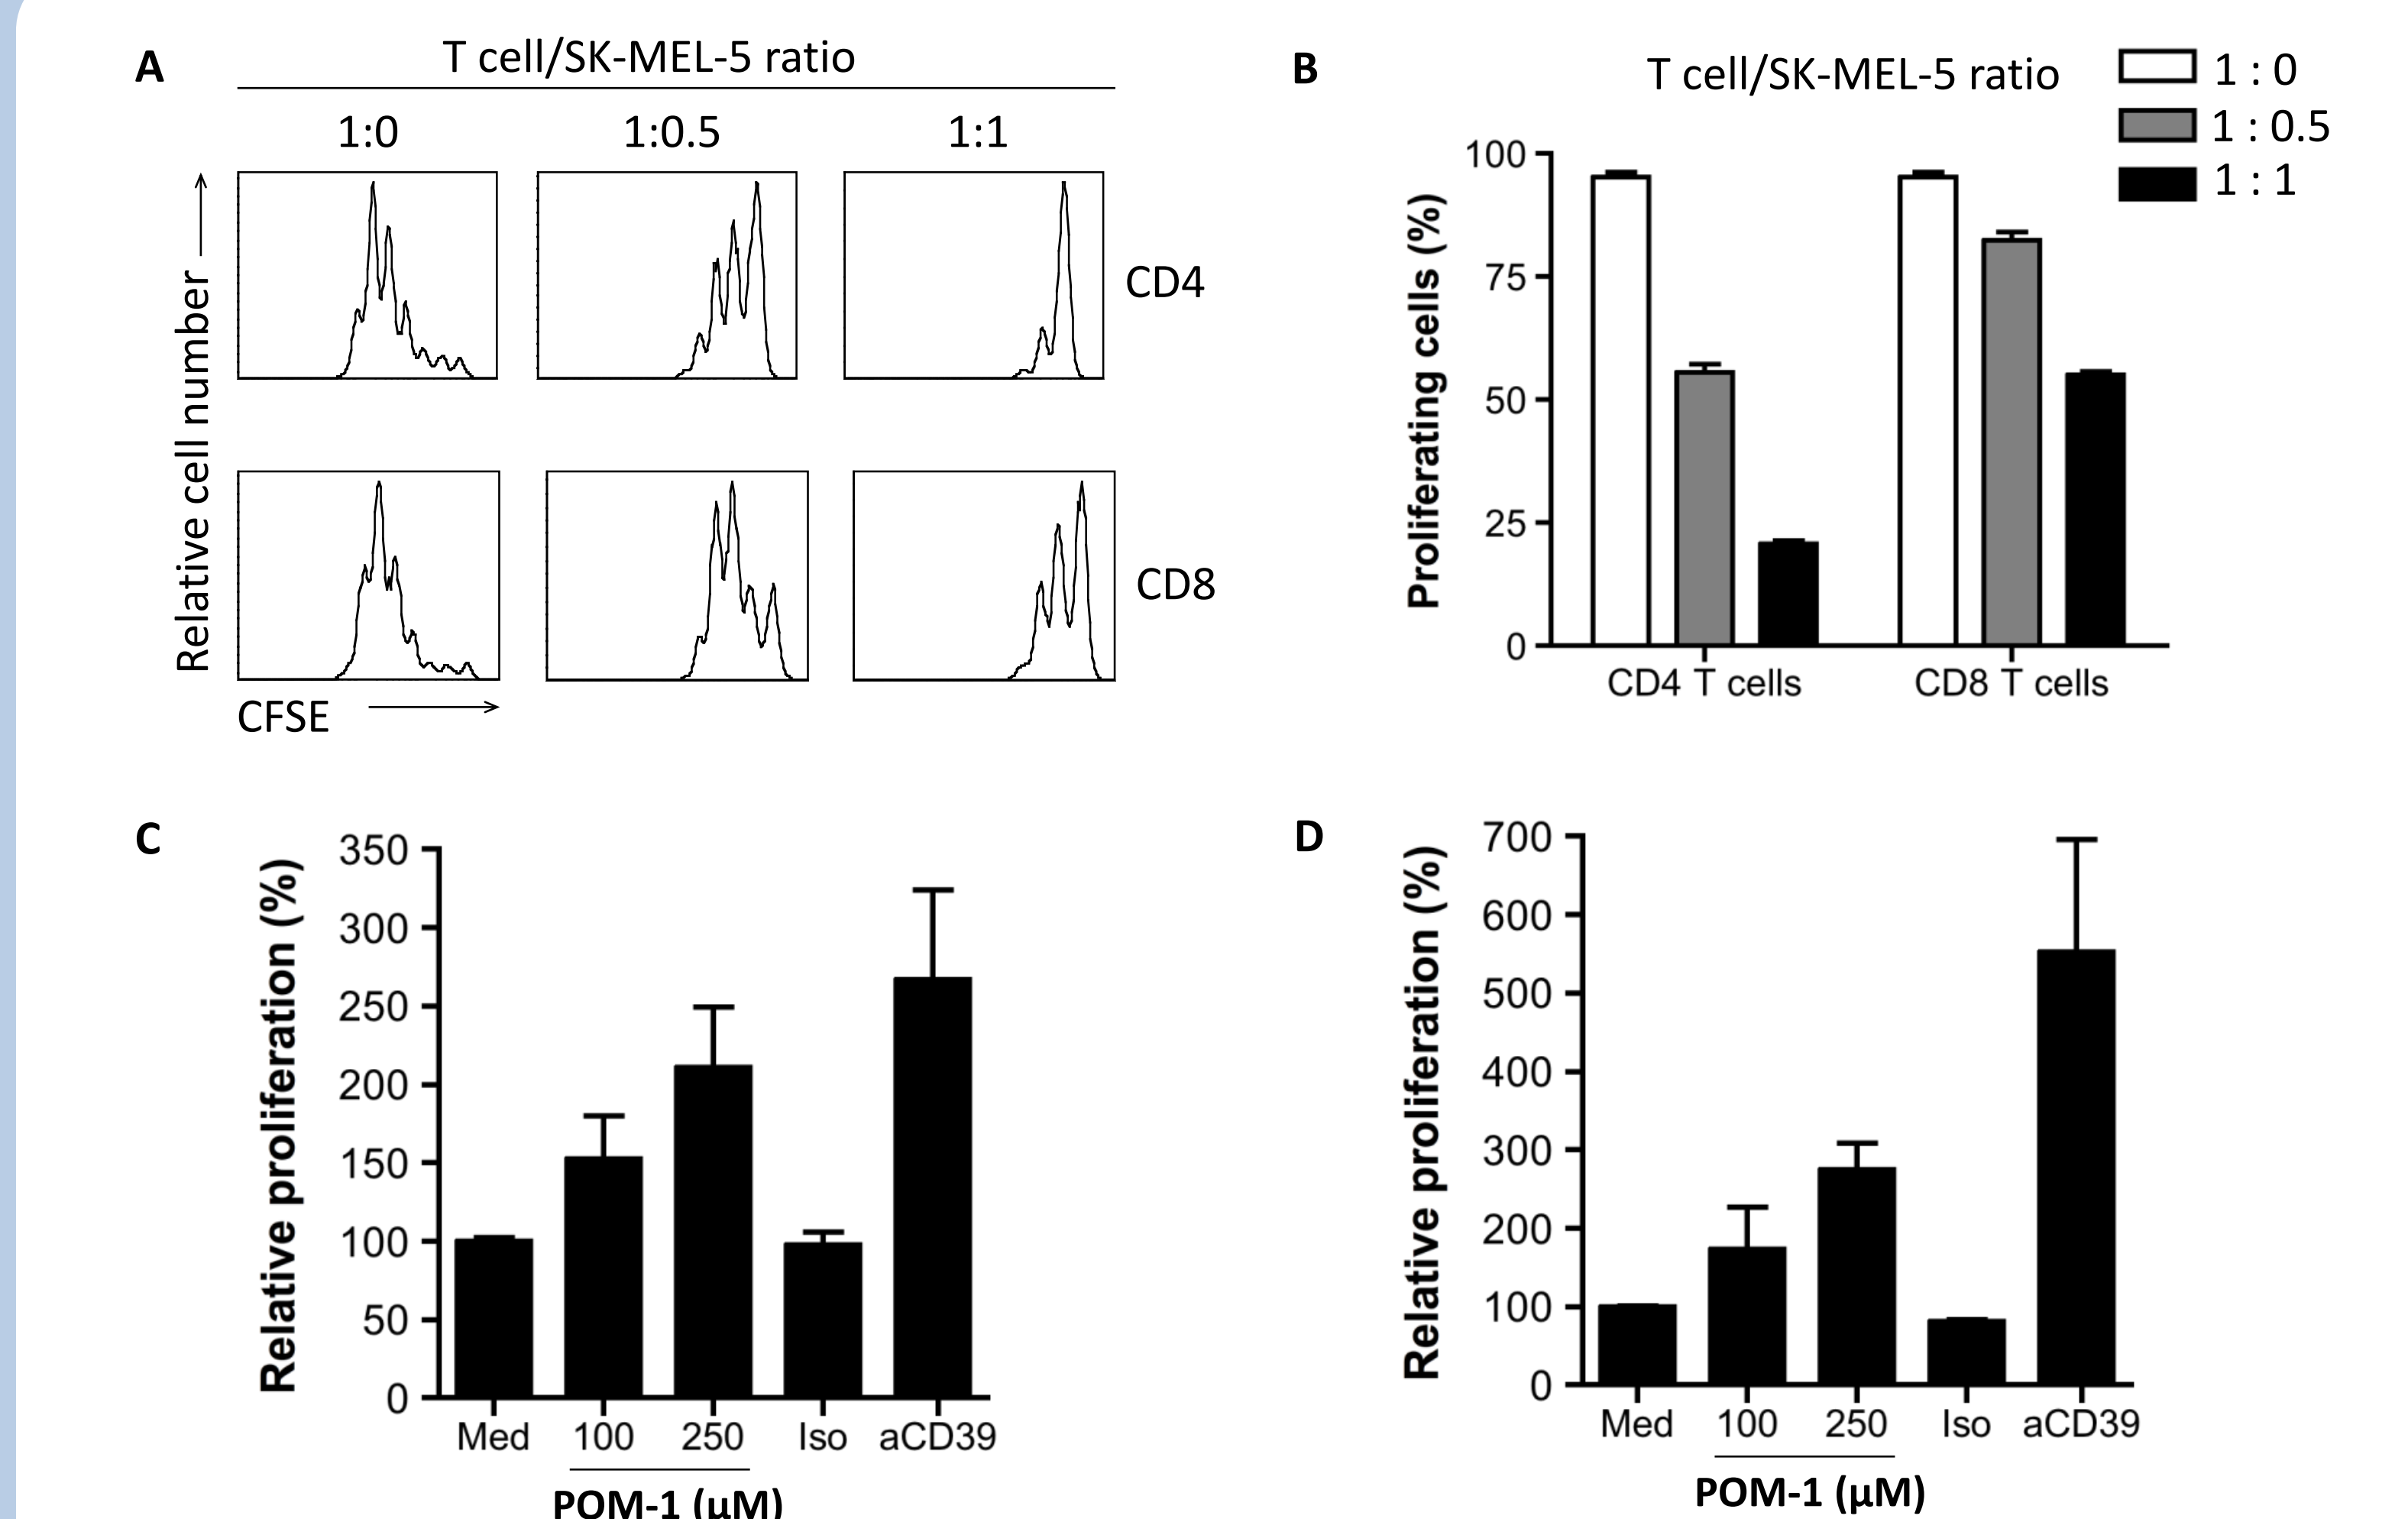 A
T cell/SK-MEL-5 ratio
1:0
1:0.5
1:1
Relative cell number
CD4
CD8
CFSE
B
T cell/SK-MEL-5 ratio
1 : 0
1 : 0.5
1 : 1
Proliferating cells (%)
100
75
50
25
0
CD4 T cells
CD8 T cells
C
Relative proliferation (%)
350
300
250
200
150
100
50
0
Med
100
250
Iso
aCD39
POM-1 (μM)
D
Relative proliferation (%)
700
600
500
400
300
200
100
0
Med
100
250
Iso
aCD39
POM-1 (μM)